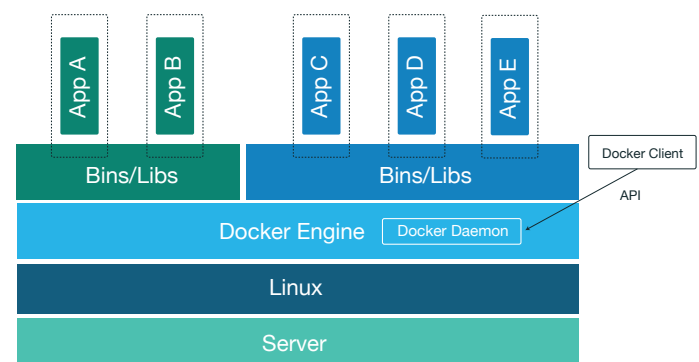 App A
App B
App C
App D
App E
Bins/Libs
Bins/Libs
Docker Client
API
Docker Engine
Docker Daemon
Linux
Server